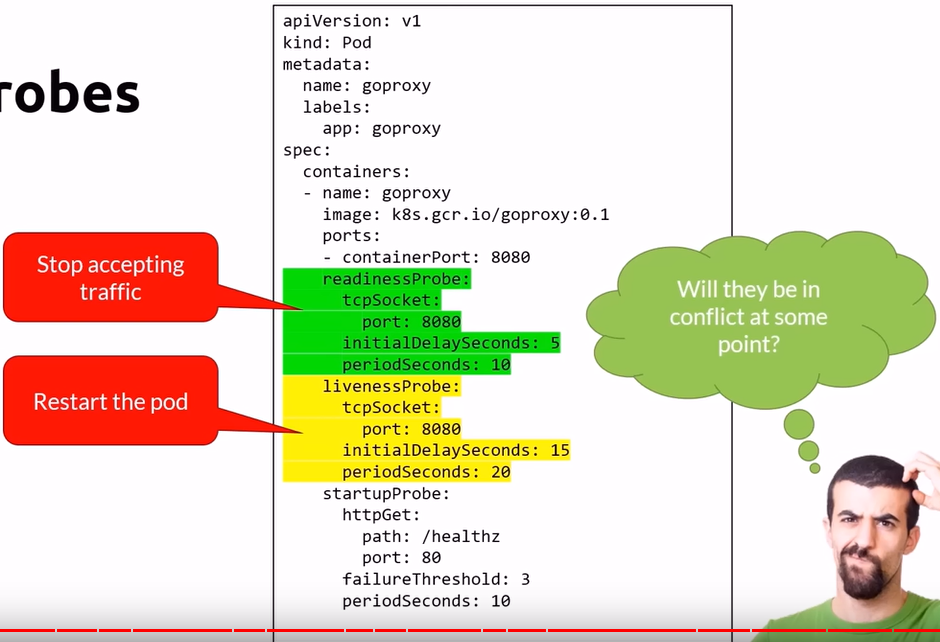 robes
apiVersion: v1
kind: Pod
metadata:
  name: goproxy
  labels:
    app: goproxy
spec:
  containers:
  - name: goproxy
    image: k8s.gcr.io/goproxy:0.1
    ports:
    - containerPort: 8080
    readinessProbe:
      tcpSocket:
        port: 8080
      initialDelaySeconds: 5
      periodSeconds: 10
    livenessProbe:
      tcpSocket:
        port: 8080
      initialDelaySeconds: 15
      periodSeconds: 20
    startupProbe:
      httpGet:
        path: /healthz
        port: 80
      failureThreshold: 3
      periodSeconds: 10
Stop accepting
traffic
Restart the pod
Will they be in
conflict at some
point?